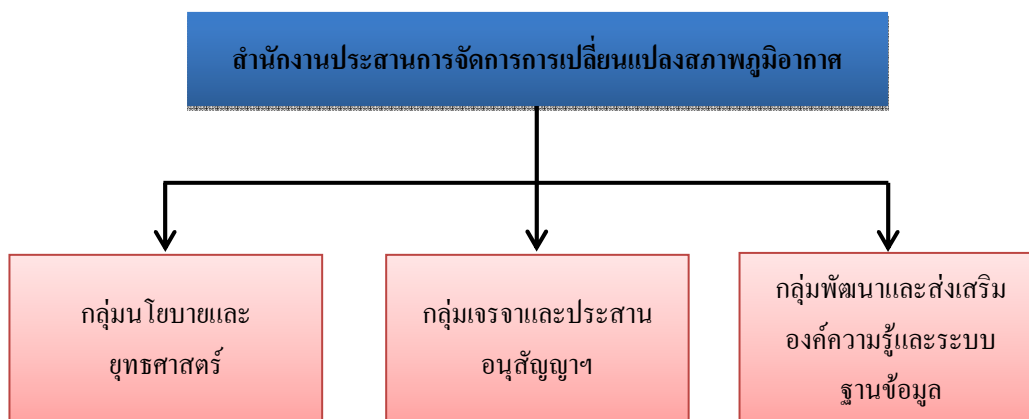 สำนักงานประสานการจัดการการเปลี่ยนแปลงสภาพภูมิอากาศ
กลุ่มนโยบายและ
ยุทธศาสตร์
กลุ่มเจรจาและประสาน
อนุสัญญาฯ
กลุ่มพัฒนาและส่งเสริม
องค์ความรู้และระบบ
ฐานข้อมูล